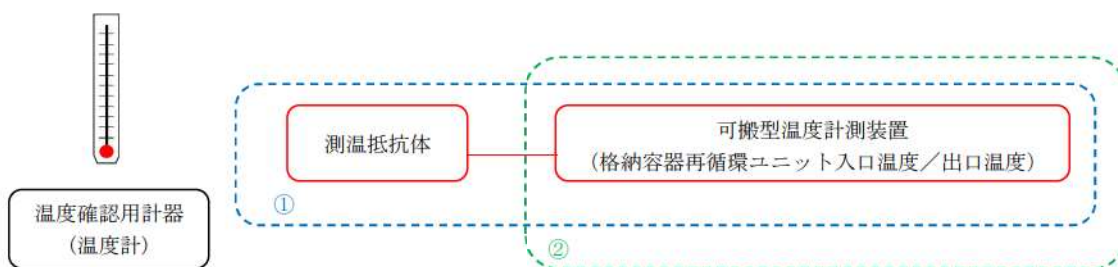 測温抵抗体
可搬型温度計測装置
(格納容器再循環ユニット入口温度/出口温度)
温度確認用計器
(温度計)
①
②